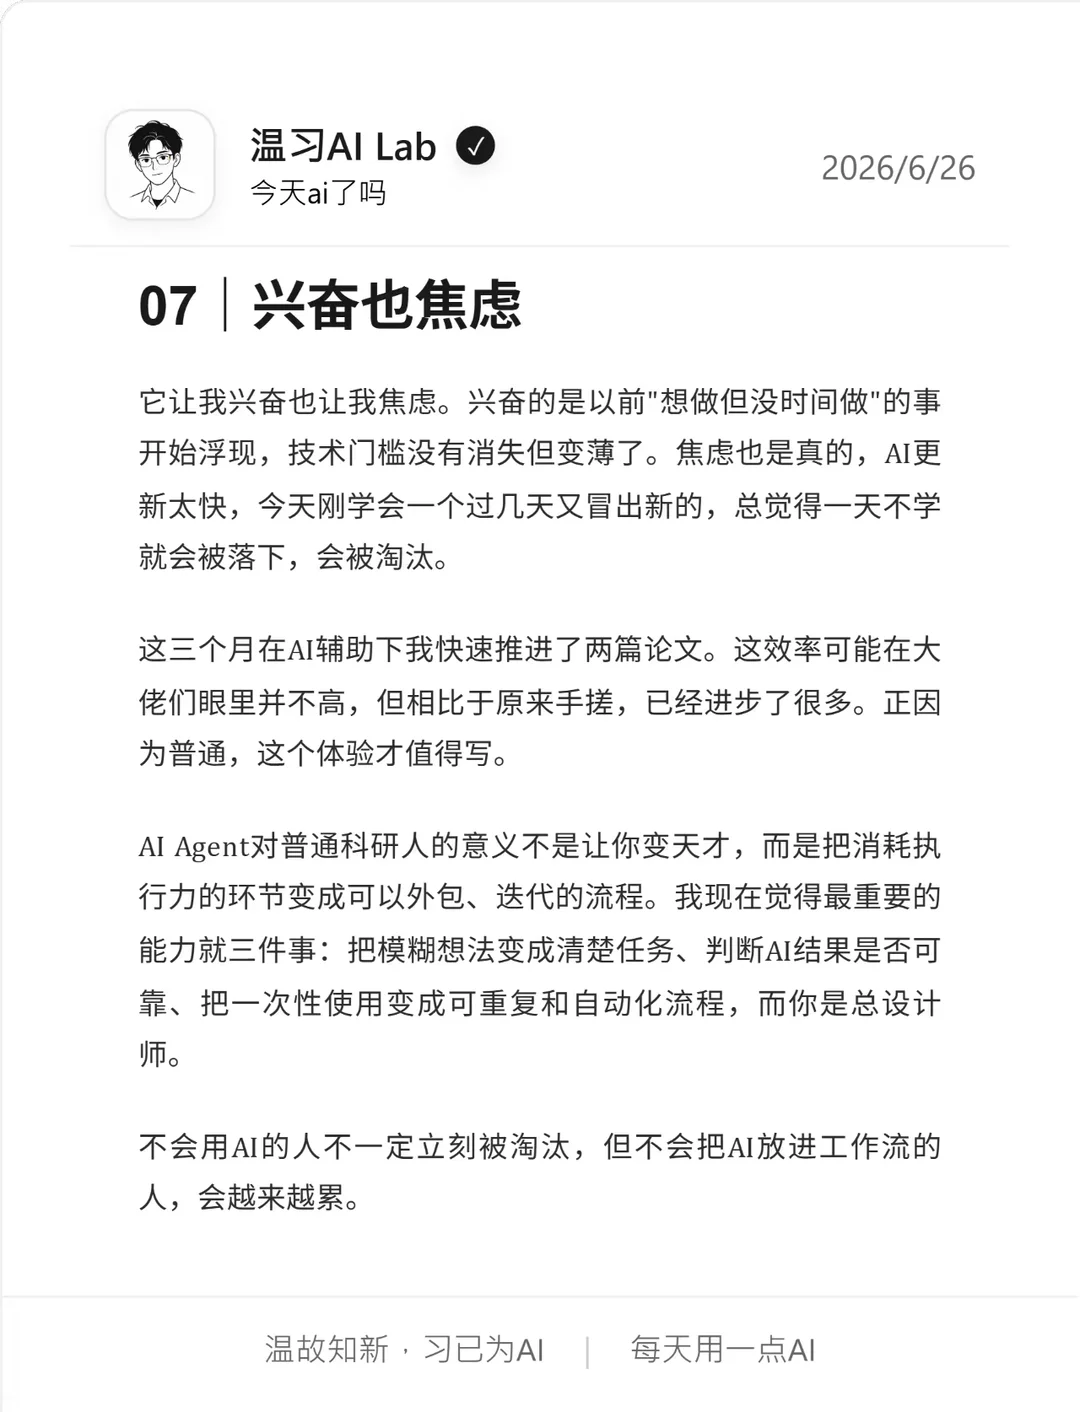 温习AI Lab
今天ai了吗
2026/6/26
07｜兴奋也焦虑
它让我兴奋也让我焦虑。兴奋的是以前"想做但没时间做"的事
开始浮现，技术门槛没有消失但变薄了。焦虑也是真的，AI更
新太快，今天刚学会一个过几天又冒出新的，总觉得一天不学
就会被落下，会被淘汰。
这三个月在AI辅助下我快速推进了两篇论文。这效率可能在大
佬们眼里并不高，但相比于原来手搓，已经进步了很多。正因
为普通，这个体验才值得写。
AI Agent对普通科研人的意义不是让你变天才，而是把消耗执
行力的环节变成可以外包、迭代的流程。我现在觉得最重要的
能力就三件事：把模糊想法变成清楚任务、判断AI结果是否可
靠、把一次性使用变成可重复和自动化流程，而你是总设计
师。
不会用AI的人不一定立刻被淘汰，但不会把AI放进工作流的
人，会越来越累。
温故知新，习已为AI ｜ 每天用一点AI